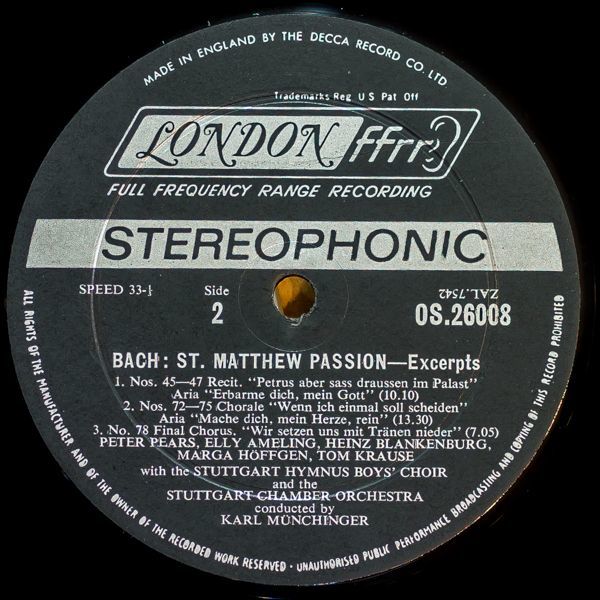 MADE IN ENGLAND BY THE DECCA RECORD CO. LTD
Trademarks Reg U S Pat Off
LONDON ffrr
FULL FREQUENCY RANGE RECORDING
STEREOPHONIC
SPEED 33-⅓
Side
2
ZAL.7542
OS.26008
BACH: ST. MATTHEW PASSION—Excerpts
1. Nos. 45—47 Recit. “Petrus aber sass draussen im Palast”
Aria “Erbarme dich, mein Gott” (10.10)
2. Nos. 72—75 Chorale “Wenn ich einmal soll scheiden”
Aria “Mache dich, mein Herze, rein” (13.30)
3. No. 78 Final Chorus. “Wir setzen uns mit Tränen nieder” (7.05)
PETER PEARS, ELLY AMELING, HEINZ BLANKENBURG,
MARGA HÖFFGEN, TOM KRAUSE
with the STUTTGART HYMNUS BOYS’ CHOIR
and the
STUTTGART CHAMBER ORCHESTRA
conducted by
KARL MÜNCHINGER
ALL RIGHTS OF THE MANUFACTURER AND OF THE OWNER OF THE RECORDED WORK RESERVED · UNAUTHORISED PUBLIC PERFORMANCE BROADCASTING AND COPYING OF THIS RECORD PROHIBITED